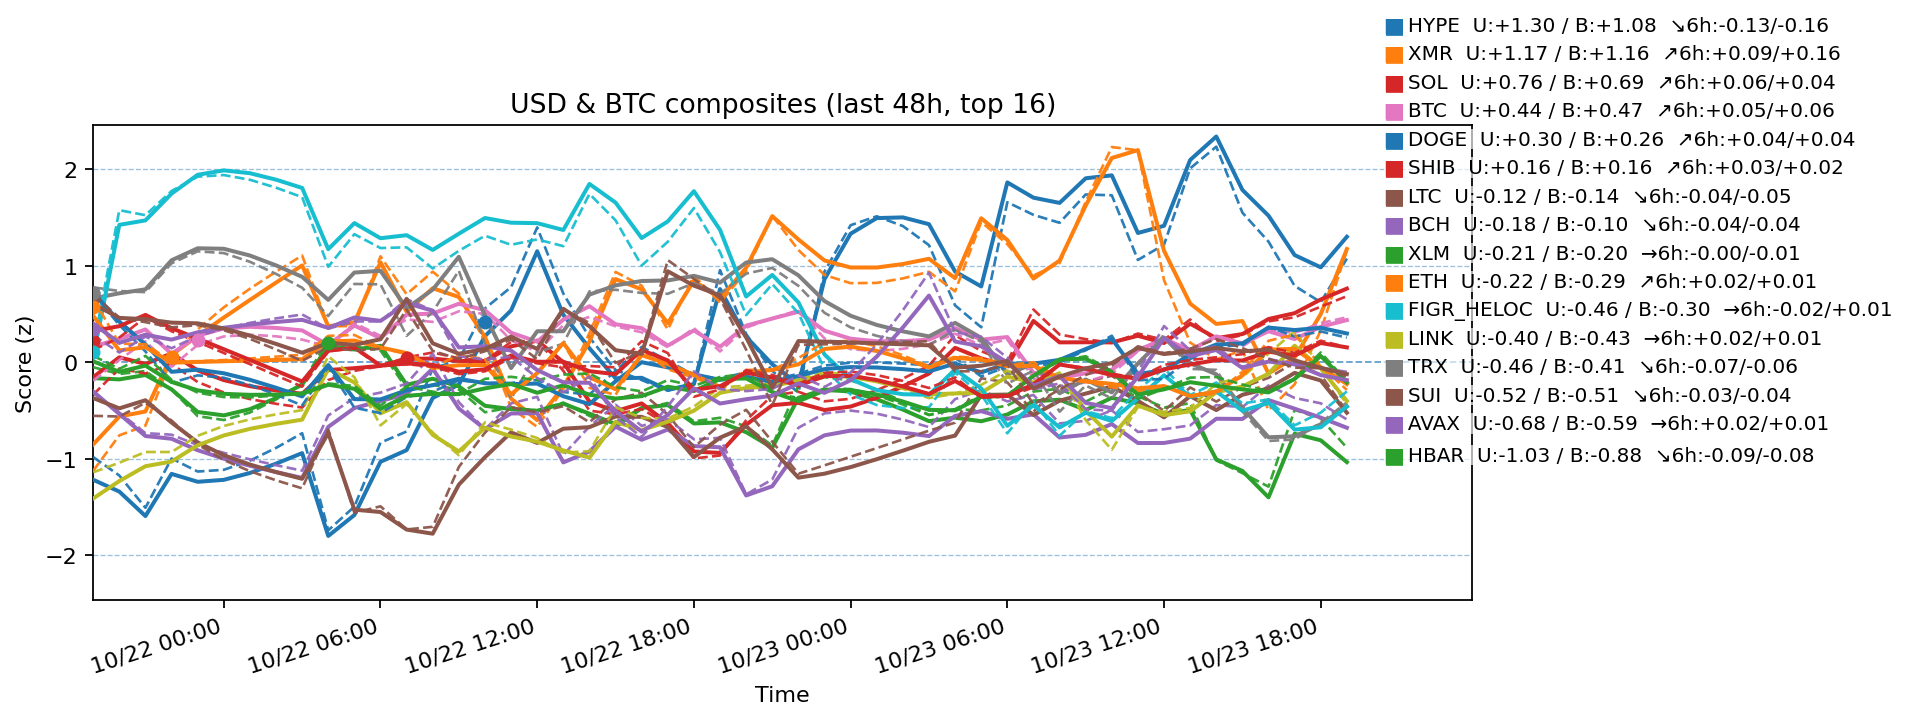 HYPE  U:+1.30 / B:+1.08  ↘6h:-0.13/-0.16
XMR  U:+1.17 / B:+1.16  ↗6h:+0.09/+0.16
SOL  U:+0.76 / B:+0.69  ↗6h:+0.06/+0.04
BTC  U:+0.44 / B:+0.47  ↗6h:+0.05/+0.06
DOGE  U:+0.30 / B:+0.26  ↗6h:+0.04/+0.04
SHIB  U:+0.16 / B:+0.16  ↗6h:+0.03/+0.02
LTC  U:-0.12 / B:-0.14  ↘6h:-0.04/-0.05
BCH  U:-0.18 / B:-0.10  ↘6h:-0.04/-0.04
XLM  U:-0.21 / B:-0.20  →6h:-0.00/-0.01
ETH  U:-0.22 / B:-0.29  ↗6h:+0.02/+0.01
FIGR_HELOC  U:-0.46 / B:-0.30  →6h:-0.02/+0.01
LINK  U:-0.40 / B:-0.43  →6h:+0.02/+0.01
TRX  U:-0.46 / B:-0.41  ↘6h:-0.07/-0.06
SUI  U:-0.52 / B:-0.51  ↘6h:-0.03/-0.04
AVAX  U:-0.68 / B:-0.59  →6h:+0.02/+0.01
HBAR  U:-1.03 / B:-0.88  ↘6h:-0.09/-0.08
USD & BTC composites (last 48h, top 16)
Score (z)
2
1
0
−1
−2
10/22 00:00
10/22 06:00
10/22 12:00
10/22 18:00
10/23 00:00
10/23 06:00
10/23 12:00
10/23 18:00
Time